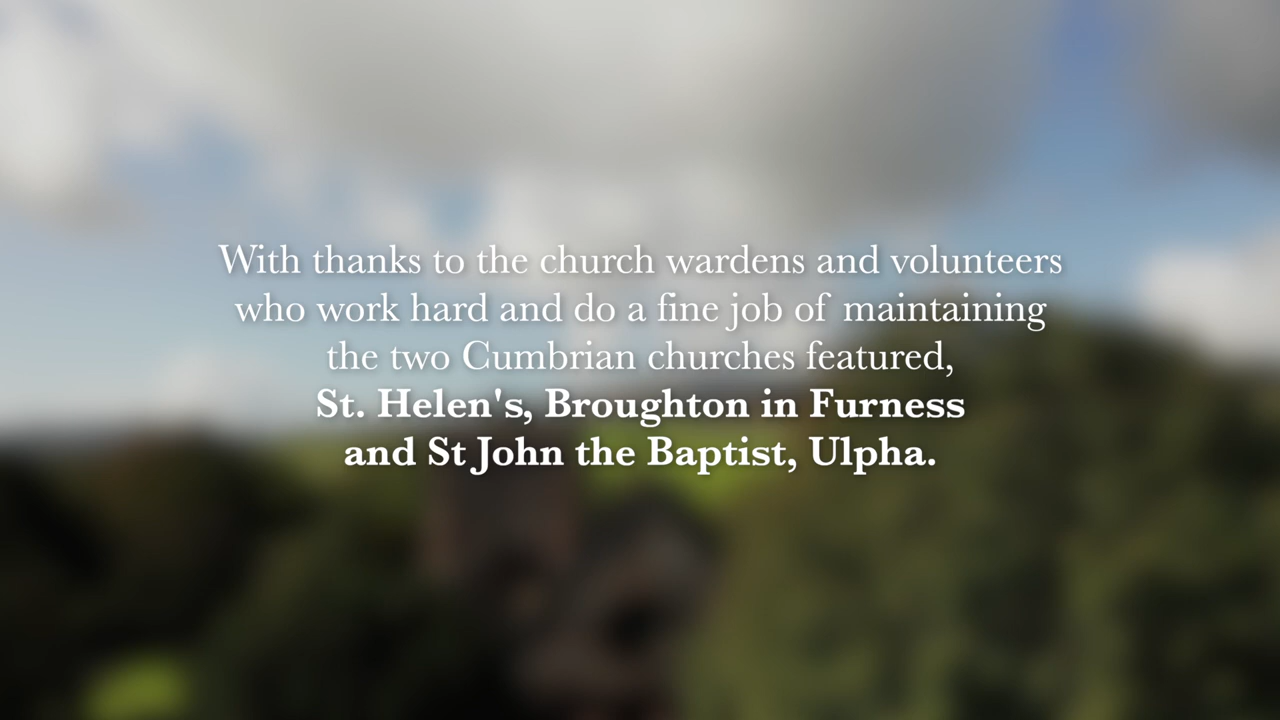 With thanks to the church wardens and volunteers
who work hard and do a fine job of maintaining
the two Cumbrian churches featured,
St. Helen's, Broughton in Furness
and St John the Baptist, Ulpha.